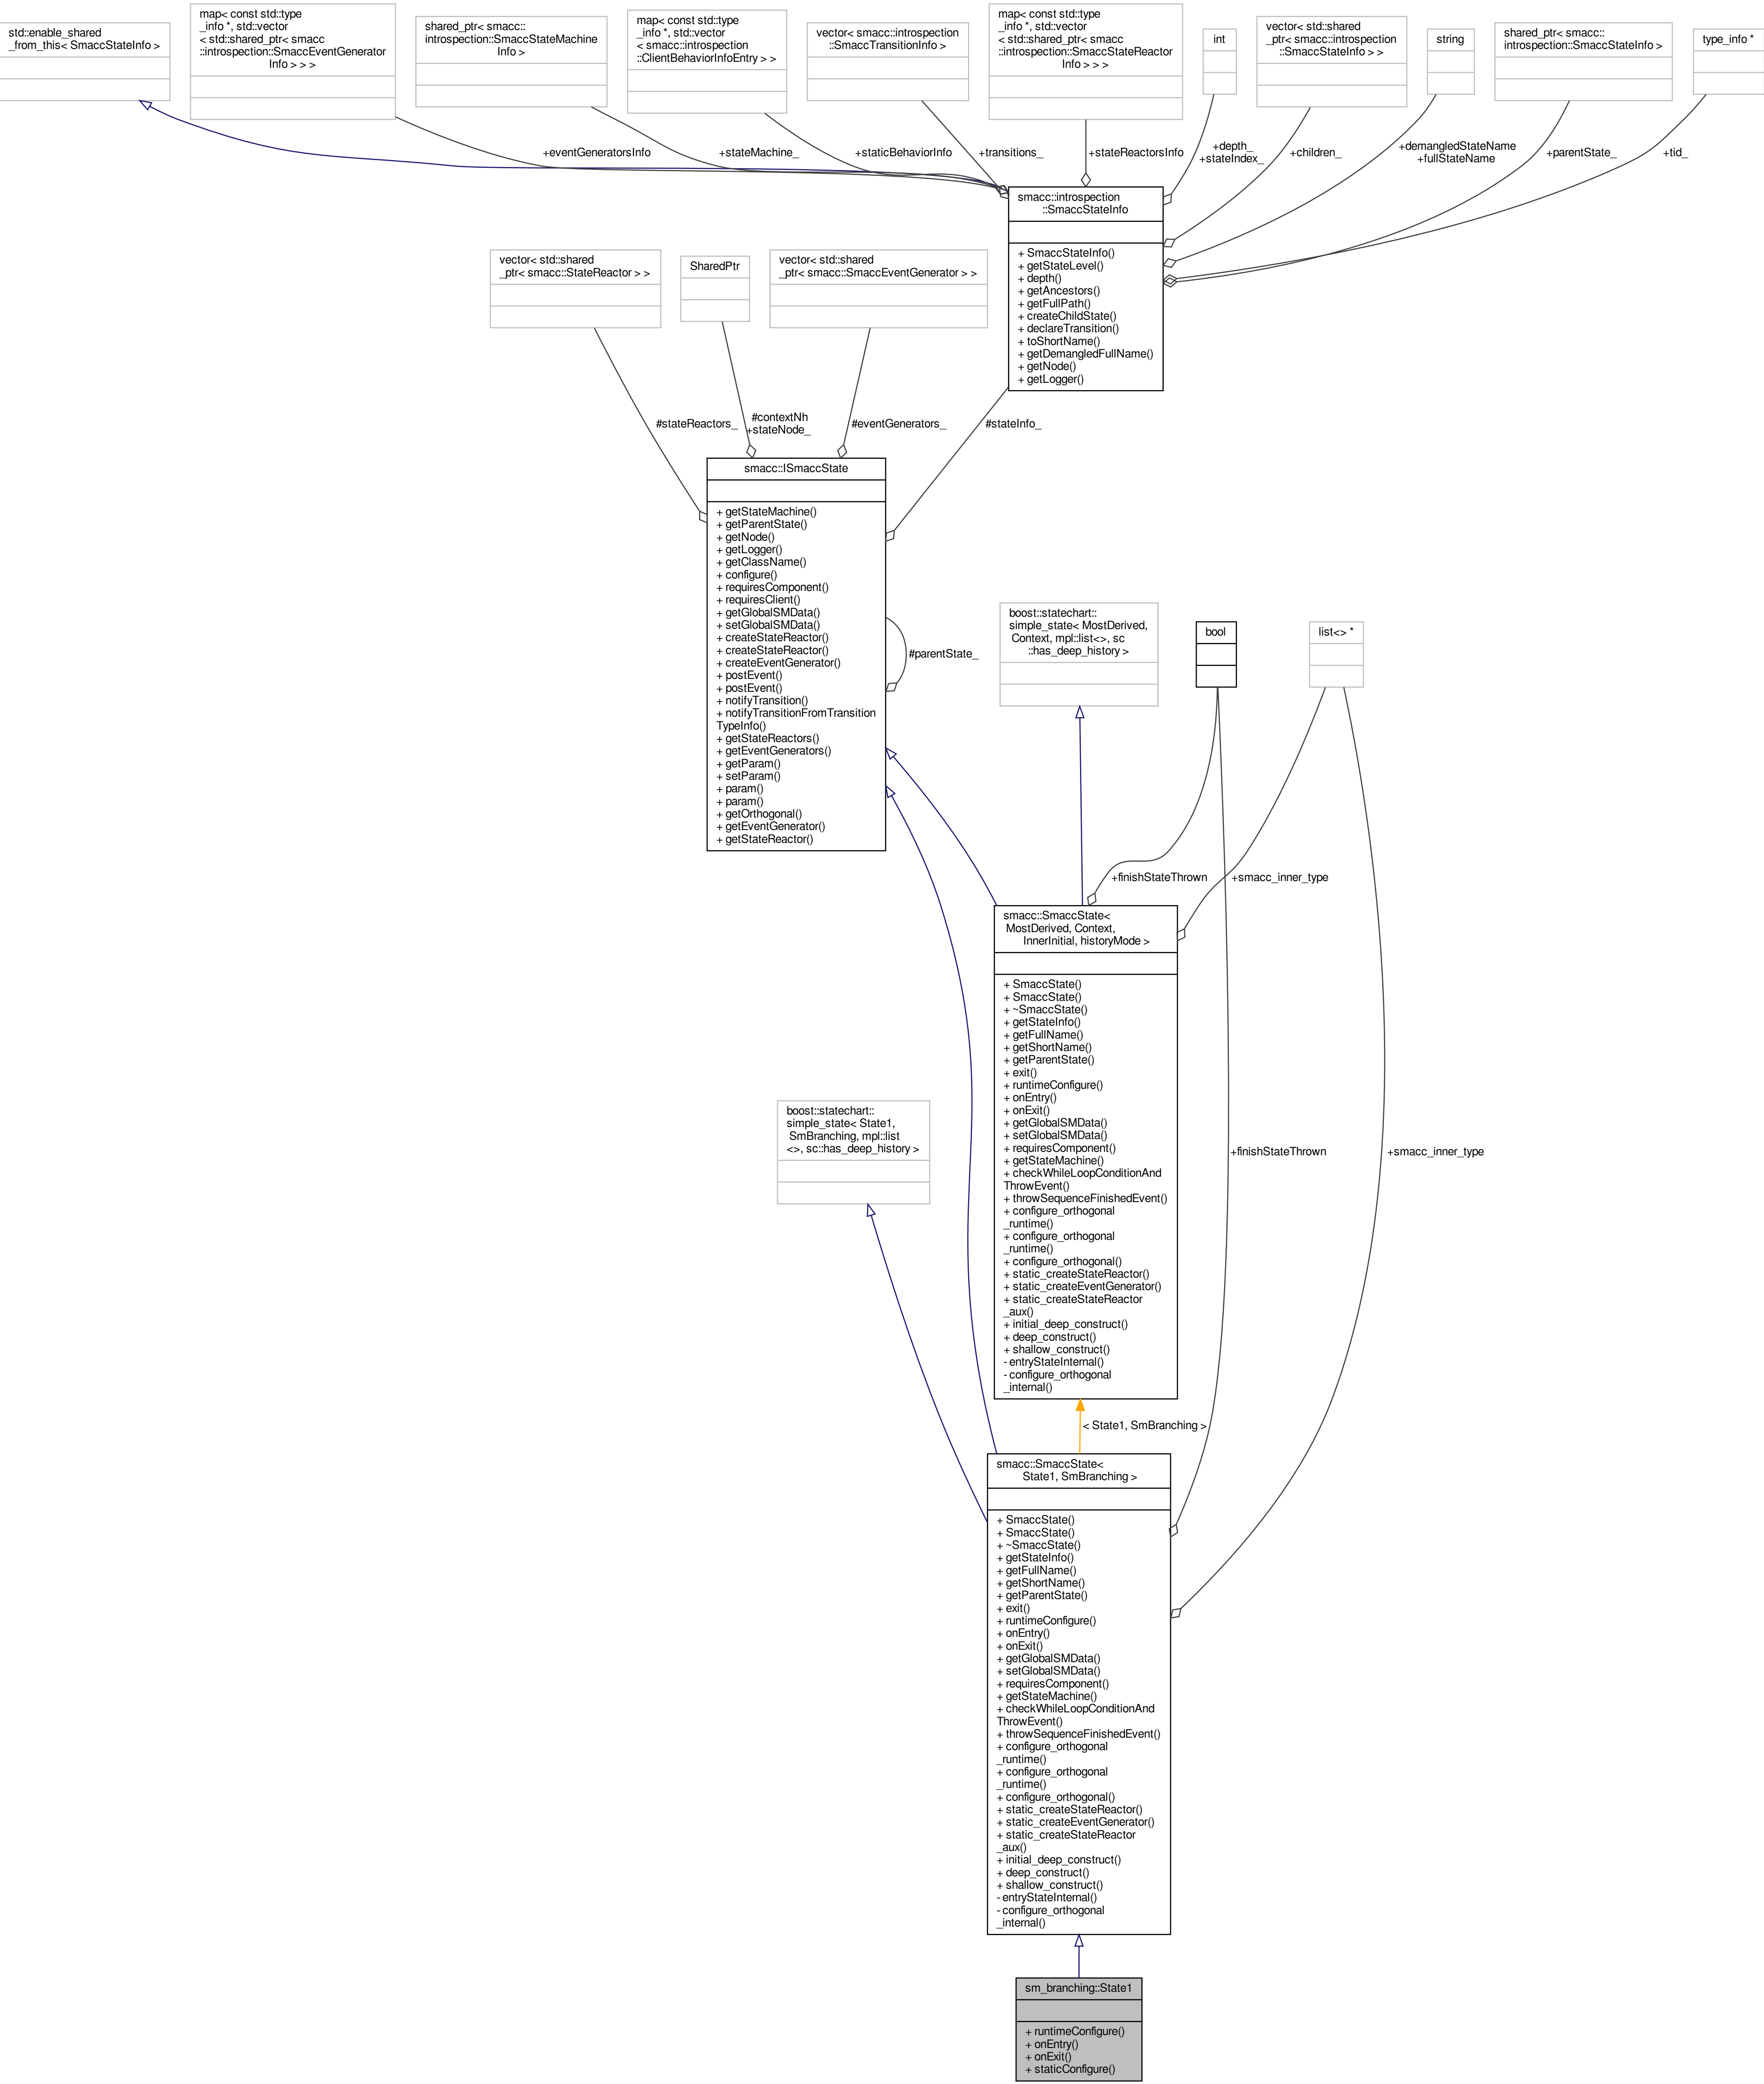 std::enable_shared
_from_this< SmaccStateInfo >
map< const std::type
_info *, std::vector
< std::shared_ptr< smacc
::introspection::SmaccEventGenerator
Info > > >
shared_ptr< smacc::
introspection::SmaccStateMachine
Info >
map< const std::type
_info *, std::vector
< smacc::introspection
::ClientBehaviorInfoEntry > >
vector< smacc::introspection
::SmaccTransitionInfo >
map< const std::type
_info *, std::vector
< std::shared_ptr< smacc
::introspection::SmaccStateReactor
Info > > >
int
vector< std::shared
_ptr< smacc::introspection
::SmaccStateInfo > >
string
shared_ptr< smacc::
introspection::SmaccStateInfo >
type_info *
+eventGeneratorsInfo
+stateMachine_
+staticBehaviorInfo
+transitions_
+stateReactorsInfo
+depth_
+stateIndex_
+children_
+demangledStateName
+fullStateName
+parentState_
+tid_
smacc::introspection
::SmaccStateInfo
+ SmaccStateInfo()
+ getStateLevel()
+ depth()
+ getAncestors()
+ getFullPath()
+ createChildState()
+ declareTransition()
+ toShortName()
+ getDemangledFullName()
+ getNode()
+ getLogger()
vector< std::shared
_ptr< smacc::StateReactor > >
SharedPtr
vector< std::shared
_ptr< smacc::SmaccEventGenerator > >
#stateReactors_
#contextNh
+stateNode_
#eventGenerators_
#stateInfo_
smacc::ISmaccState
+ getStateMachine()
+ getParentState()
+ getNode()
+ getLogger()
+ getClassName()
+ configure()
+ requiresComponent()
+ requiresClient()
+ getGlobalSMData()
+ setGlobalSMData()
+ createStateReactor()
+ createStateReactor()
+ createEventGenerator()
+ postEvent()
+ postEvent()
+ notifyTransition()
+ notifyTransitionFromTransition
TypeInfo()
+ getStateReactors()
+ getEventGenerators()
+ getParam()
+ setParam()
+ param()
+ param()
+ getOrthogonal()
+ getEventGenerator()
+ getStateReactor()
#parentState_
boost::statechart::
simple_state< MostDerived,
Context, mpl::list<>, sc
::has_deep_history >
bool
list<> *
+finishStateThrown
+smacc_inner_type
smacc::SmaccState<
MostDerived, Context,
InnerInitial, historyMode >
+ SmaccState()
+ SmaccState()
+ ~SmaccState()
+ getStateInfo()
+ getFullName()
+ getShortName()
+ getParentState()
+ exit()
+ runtimeConfigure()
+ onEntry()
+ onExit()
+ getGlobalSMData()
+ setGlobalSMData()
+ requiresComponent()
+ getStateMachine()
+ checkWhileLoopConditionAnd
ThrowEvent()
+ throwSequenceFinishedEvent()
+ configure_orthogonal
_runtime()
+ configure_orthogonal
_runtime()
+ configure_orthogonal()
+ static_createStateReactor()
+ static_createEventGenerator()
+ static_createStateReactor
_aux()
+ initial_deep_construct()
+ deep_construct()
+ shallow_construct()
- entryStateInternal()
- configure_orthogonal
_internal()
boost::statechart::
simple_state< State1,
SmBranching, mpl::list
<>, sc::has_deep_history >
+finishStateThrown
+smacc_inner_type
< State1, SmBranching >
smacc::SmaccState<
State1, SmBranching >
+ SmaccState()
+ SmaccState()
+ ~SmaccState()
+ getStateInfo()
+ getFullName()
+ getShortName()
+ getParentState()
+ exit()
+ runtimeConfigure()
+ onEntry()
+ onExit()
+ getGlobalSMData()
+ setGlobalSMData()
+ requiresComponent()
+ getStateMachine()
+ checkWhileLoopConditionAnd
ThrowEvent()
+ throwSequenceFinishedEvent()
+ configure_orthogonal
_runtime()
+ configure_orthogonal
_runtime()
+ configure_orthogonal()
+ static_createStateReactor()
+ static_createEventGenerator()
+ static_createStateReactor
_aux()
+ initial_deep_construct()
+ deep_construct()
+ shallow_construct()
- entryStateInternal()
- configure_orthogonal
_internal()
sm_branching::State1
+ runtimeConfigure()
+ onEntry()
+ onExit()
+ staticConfigure()